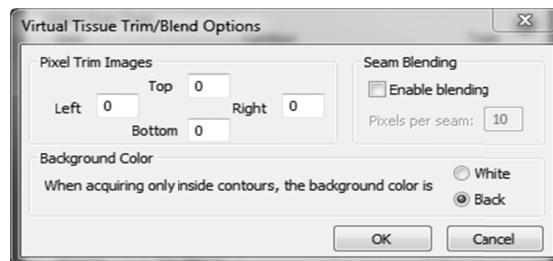 Virtual Tissue Trim/Blend Options
Pixel Trim Images
Top 0
Left 0
Right 0
Bottom 0
Seam Blending
Enable blending
Pixels per seam: 10
Background Color
When acquiring only inside contours, the background color is
White
Back
OK
Cancel